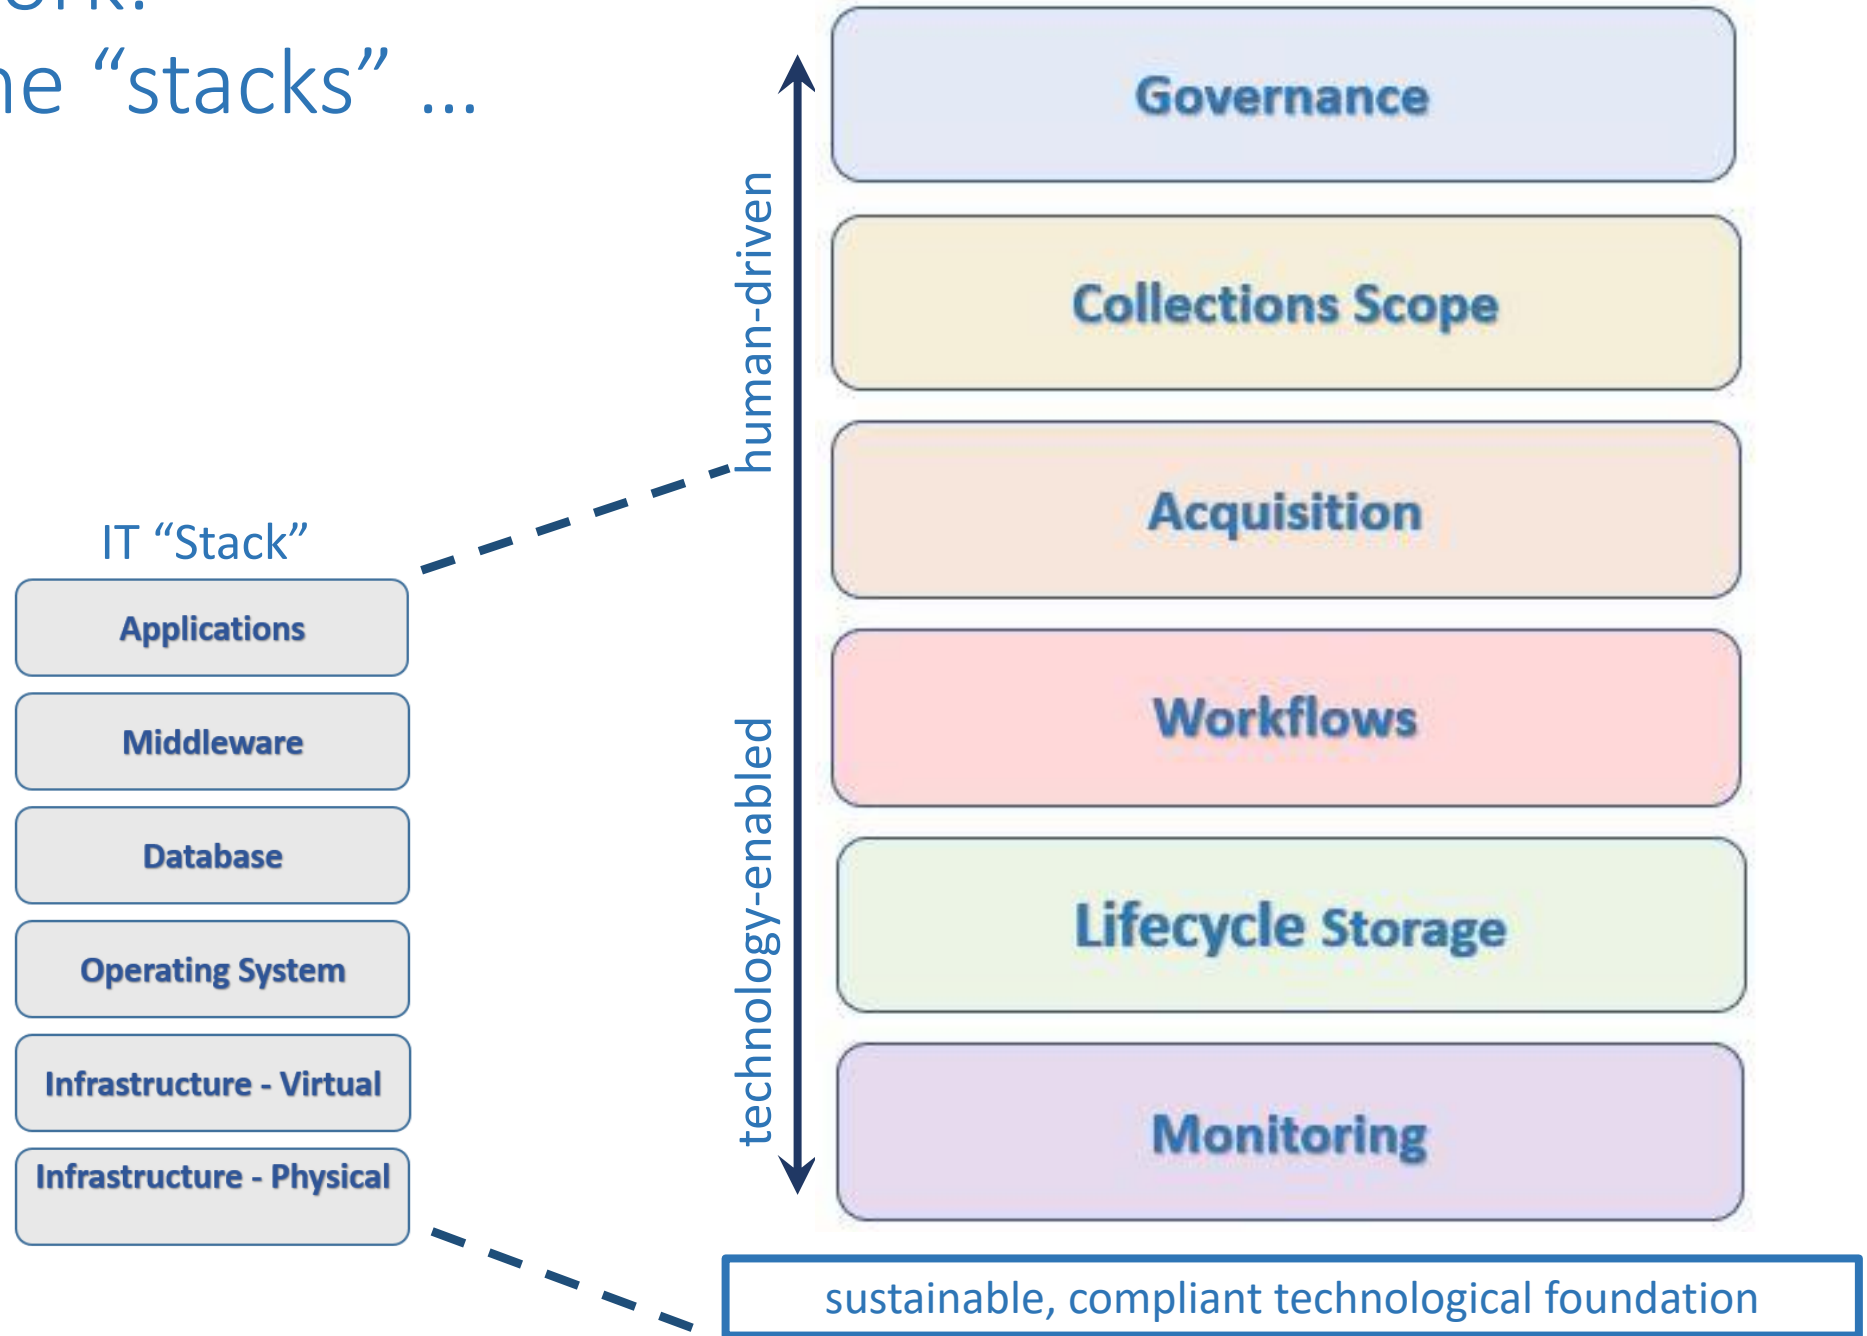 ne “stacks” ...
IT “Stack”
Applications
Middleware
Database
Operating System
Infrastructure - Virtual
Infrastructure - Physical
human-driven
technology-enabled
Governance
Collections Scope
Acquisition
Workflows
Lifecycle Storage
Monitoring
sustainable, compliant technological foundation